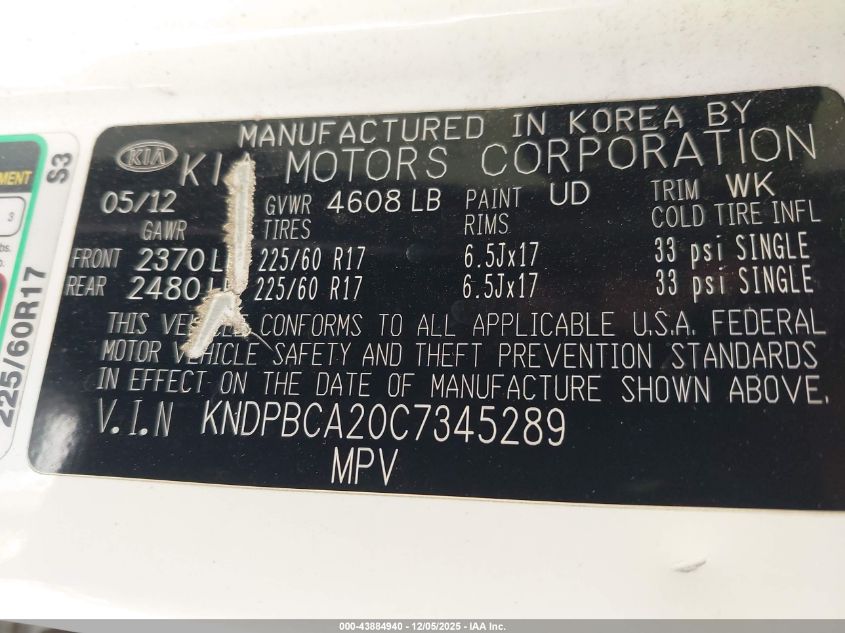 MANUFACTURED IN KOREA BY
KIA MOTORS CORPORATION
05/12 GVWR 4608 LB PAINT UD TRIM WK
GAWR TIRES RIMS COLD TIRE INFL
FRONT 2370 L 225/60 R17 6.5Jx17 33 psi SINGLE
REAR 2480 L 225/60 R17 6.5Jx17 33 psi SINGLE
THIS CONFORMS TO ALL APPLICABLE U.S.A. FEDERAL
MOTOR VEHICLE SAFETY AND THEFT PREVENTION STANDARDS
IN EFFECT ON THE DATE OF MANUFACTURE SHOWN ABOVE.
V.I.N KNDPBCA20C7345289
MPV
S3
225/60R17
3
000-43884940 - 12/05/2025 - IAA Inc.